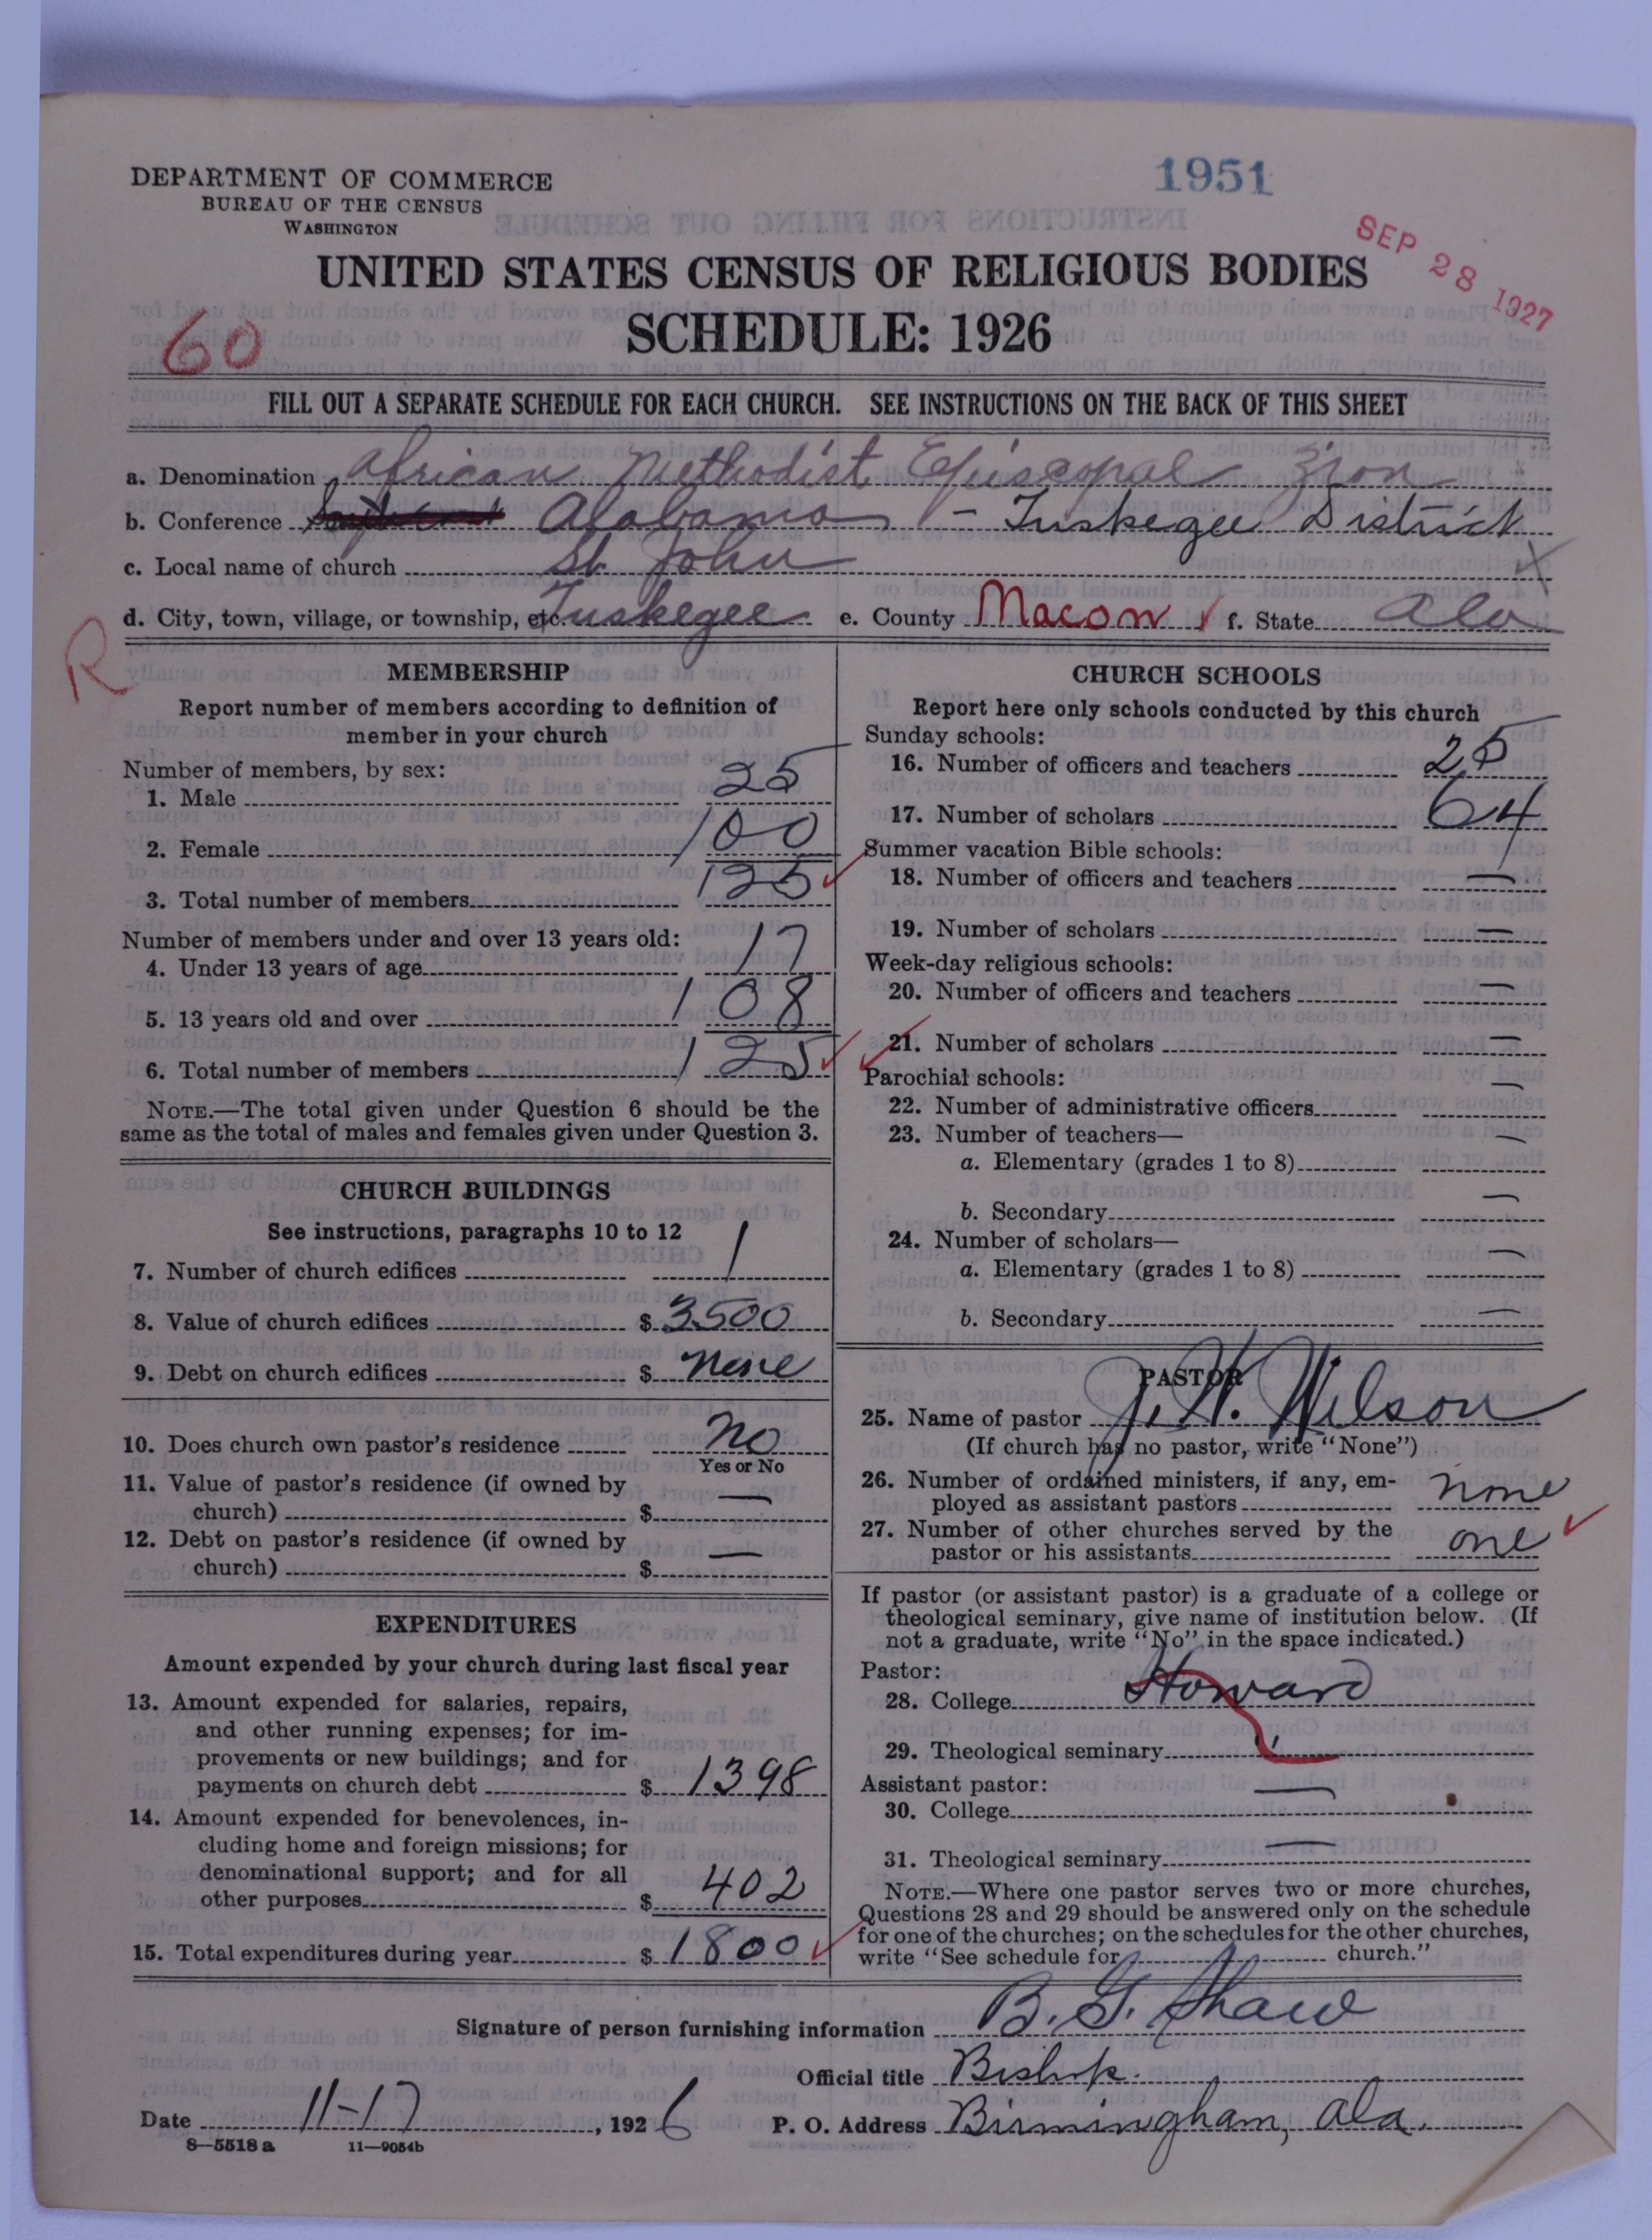 DEPARTMENT OF COMMERCE
BUREAU OF THE CENSUS
WASHINGTON
1951
SEP 28 1927
UNITED STATES CENSUS OF RELIGIOUS BODIES
SCHEDULE: 1926
60
FILL OUT A SEPARATE SCHEDULE FOR EACH CHURCH. SEE INSTRUCTIONS ON THE BACK OF THIS SHEET
a. Denomination African Methodist Episcopal Zion
b. Conference Alabama - Tuskegee District
c. Local name of church St. John
d. City, town, village, or township, etc. Tuskegee e. County Macon f. State Ala
R
MEMBERSHIP
Report number of members according to definition of
member in your church
Number of members, by sex:
1. Male 25
2. Female 100
3. Total number of members 125
Number of members under and over 13 years old:
4. Under 13 years of age 17
5. 13 years old and over 108
6. Total number of members 125
NOTE.—The total given under Question 6 should be the
same as the total of males and females given under Question 3.
CHURCH BUILDINGS
See instructions, paragraphs 10 to 12
7. Number of church edifices 1
8. Value of church edifices $ 3500
9. Debt on church edifices $ none
10. Does church own pastor's residence No
Yes or No
11. Value of pastor's residence (if owned by
church) $ —
12. Debt on pastor's residence (if owned by
church) $ —
EXPENDITURES
Amount expended by your church during last fiscal year
13. Amount expended for salaries, repairs,
and other running expenses; for im-
provements or new buildings; and for
payments on church debt $ 1398
14. Amount expended for benevolences, in-
cluding home and foreign missions; for
denominational support; and for all
other purposes $ 402
15. Total expenditures during year $ 1800
CHURCH SCHOOLS
Report here only schools conducted by this church
Sunday schools:
16. Number of officers and teachers 25
17. Number of scholars 64
Summer vacation Bible schools:
18. Number of officers and teachers —
19. Number of scholars —
Week-day religious schools:
20. Number of officers and teachers —
21. Number of scholars —
Parochial schools:
22. Number of administrative officers —
23. Number of teachers—
a. Elementary (grades 1 to 8) —
b. Secondary —
24. Number of scholars—
a. Elementary (grades 1 to 8) —
b. Secondary —
PASTOR
25. Name of pastor J. W. Wilson
(If church has no pastor, write "None")
26. Number of ordained ministers, if any, em-
ployed as assistant pastors none
27. Number of other churches served by the
pastor or his assistants one
If pastor (or assistant pastor) is a graduate of a college or
theological seminary, give name of institution below. (If
not a graduate, write "No" in the space indicated.)
Pastor:
28. College Howard
29. Theological seminary "
Assistant pastor:
30. College —
31. Theological seminary —
NOTE.—Where one pastor serves two or more churches,
Questions 28 and 29 should be answered only on the schedule
for one of the churches; on the schedules for the other churches,
write "See schedule for church."
Signature of person furnishing information B. G. Shaw
Official title Bishop.
Date 11-17, 1926 P. O. Address Birmingham, Ala.
8—5518 a 11—9054b